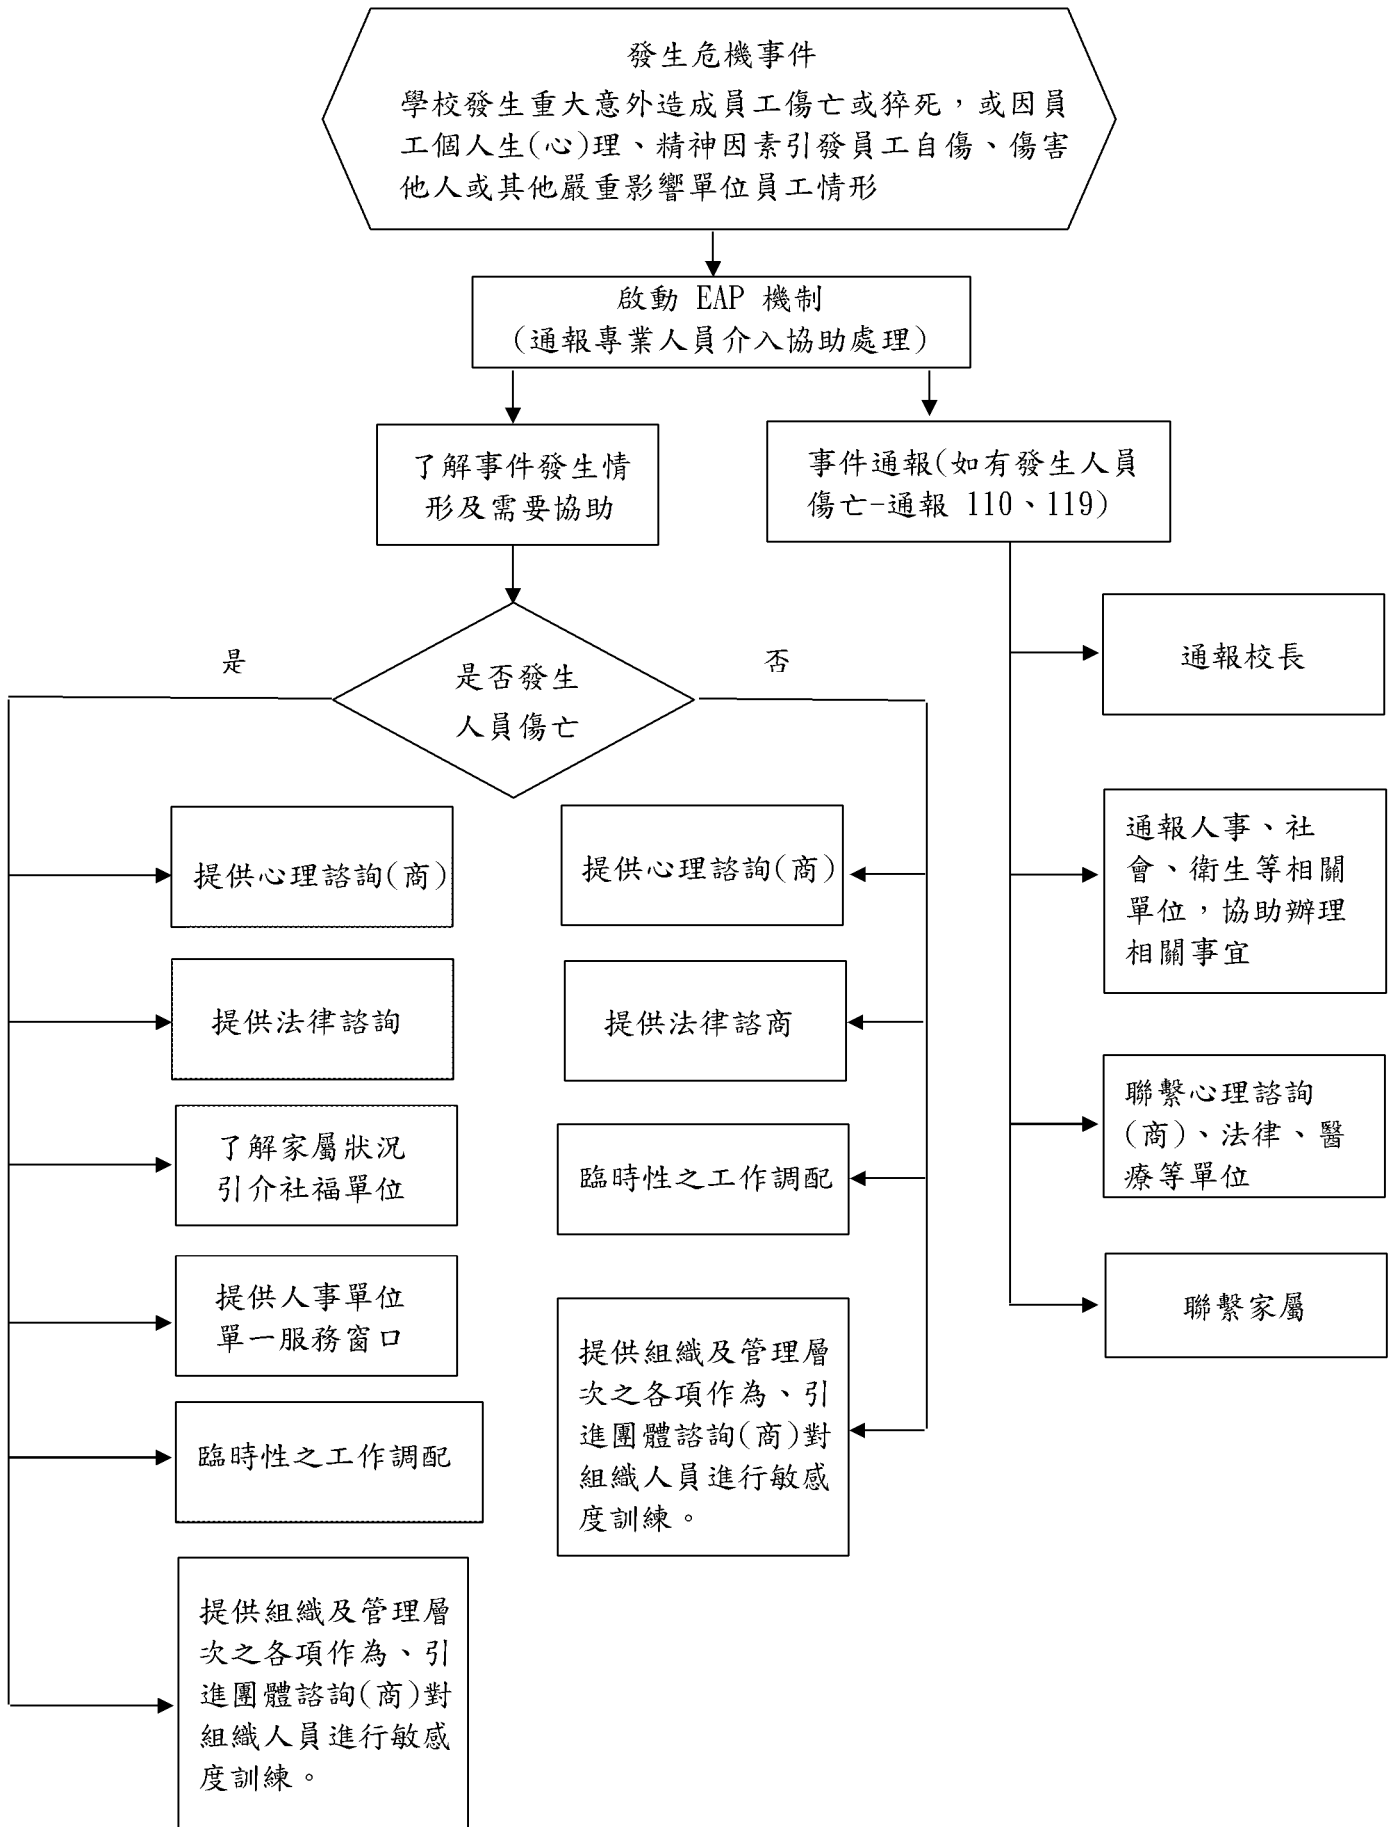 發生危機事件
學校發生重大意外造成員工傷亡或猝死，或因員
工個人生(心)理、精神因素引發員工自傷、傷害
他人或其他嚴重影響單位員工情形
啟動 EAP 機制
(通報專業人員介入協助處理)
了解事件發生情
形及需要協助
事件通報(如有發生人員
傷亡-通報 110、119)
是
是否發生
人員傷亡
否
提供心理諮詢(商)
提供法律諮詢
了解家屬狀況
引介社福單位
提供人事單位
單一服務窗口
臨時性之工作調配
提供組織及管理層
次之各項作為、引
進團體諮詢(商)對
組織人員進行敏感
度訓練。
提供心理諮詢(商)
提供法律諮商
臨時性之工作調配
提供組織及管理層
次之各項作為、引
進團體諮詢(商)對
組織人員進行敏感
度訓練。
通報校長
通報人事、社
會、衛生等相關
單位，協助辦理
相關事宜
聯繫心理諮詢
(商)、法律、醫
療等單位
聯繫家屬